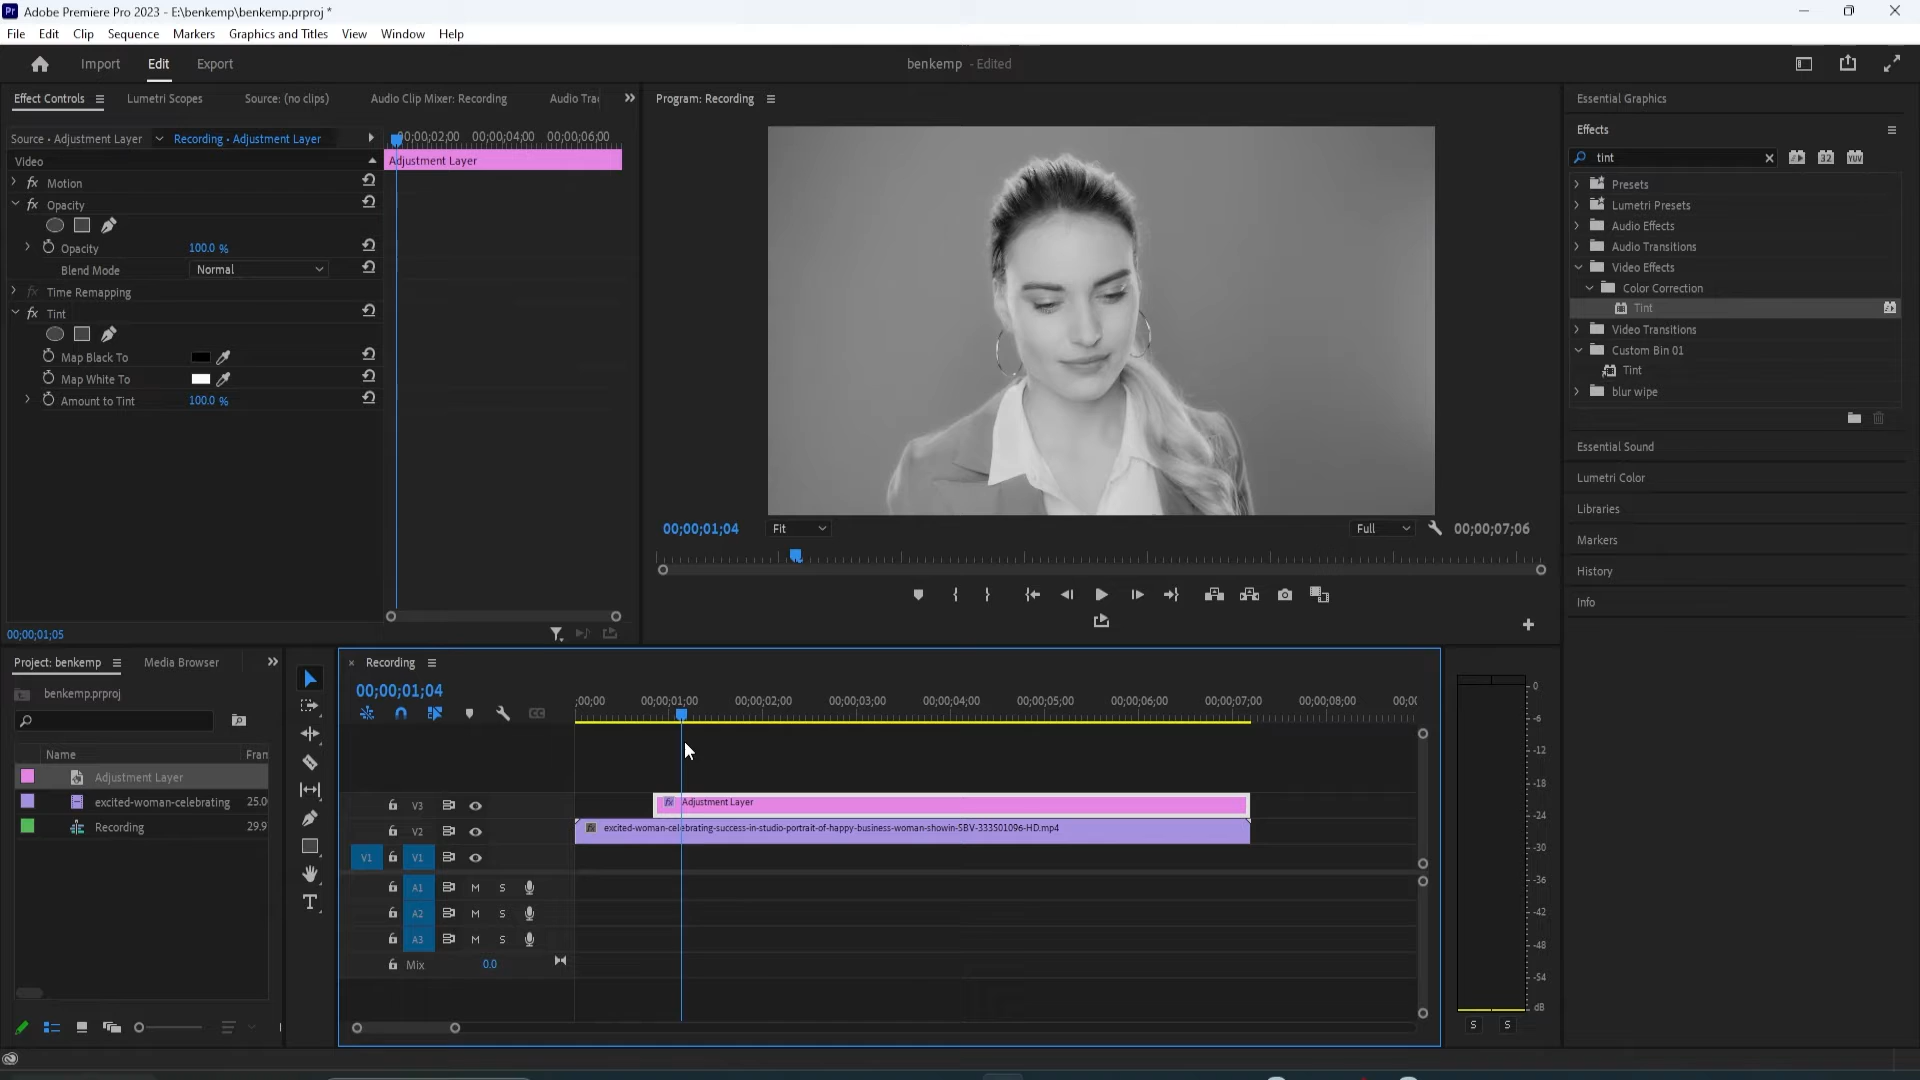 Pr Adobe Premiere Pro 2023 - E:\benkemp\benkemp.prproj *
File Edit Clip Sequence Markers Graphics and Titles View Window Help
Import Edit Export
benkemp - Edited
Effect Controls Lumetri Scopes Source: (no clips) Audio Clip Mixer: Recording Audio Tra
Source • Adjustment Layer Recording • Adjustment Layer
00;00;02;00 00;00;04;00 00;00;06;00
Video
Adjustment Layer
fx Motion
fx Opacity
Opacity 100.0 %
Blend Mode Normal
fx Time Remapping
fx Tint
Map Black To
Map White To
Amount to Tint 100.0 %
00;00;01;05
Program: Recording
00;00;01;04 Fit Full 00;00;07;06
Essential Graphics
Effects
tint 32 YUV
Presets
Lumetri Presets
Audio Effects
Audio Transitions
Video Effects
Color Correction
Tint
Video Transitions
Custom Bin 01
Tint
blur wipe
Essential Sound
Lumetri Color
Libraries
Markers
History
Info
Project: benkemp Media Browser
benkemp.prproj
Name Fran
Adjustment Layer
excited-woman-celebrating 25.0
Recording 29.9
T
× Recording
00;00;01;04
CC
;00;00 00;00;01;00 00;00;02;00 00;00;03;00 00;00;04;00 00;00;05;00 00;00;06;00 00;00;07;00 00;00;08;00 00;0
V3 fx Adjustment Layer
V2 excited-woman-celebrating-success-in-studio-portrait-of-happy-business-woman-showin-SBV-333501096-HD.mp4
V1 V1
A1 M S
A2 M S
A3 M S
Mix 0.0
0
-6
-12
-18
-24
-30
-36
-42
-48
-54
dB
S S